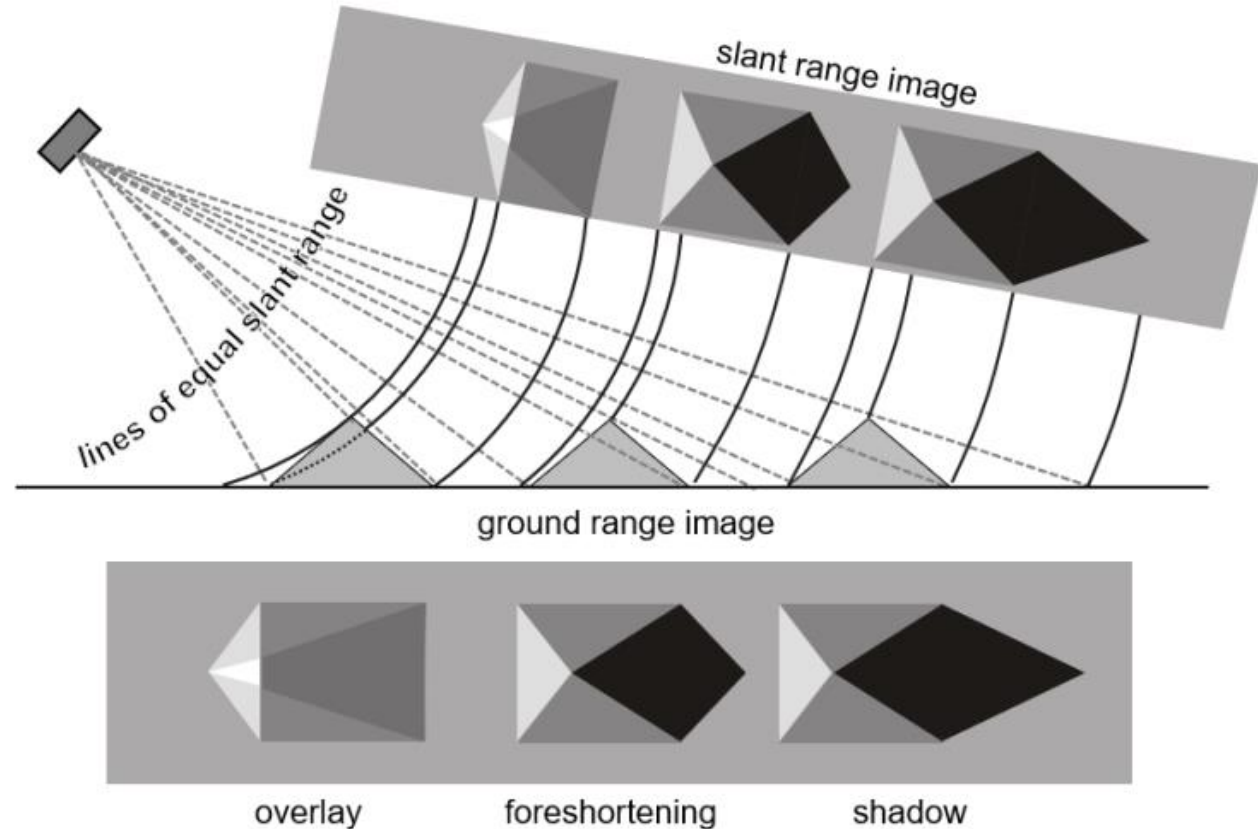 slant range image
lines of equal slant range
ground range image
overlay
foreshortening
shadow